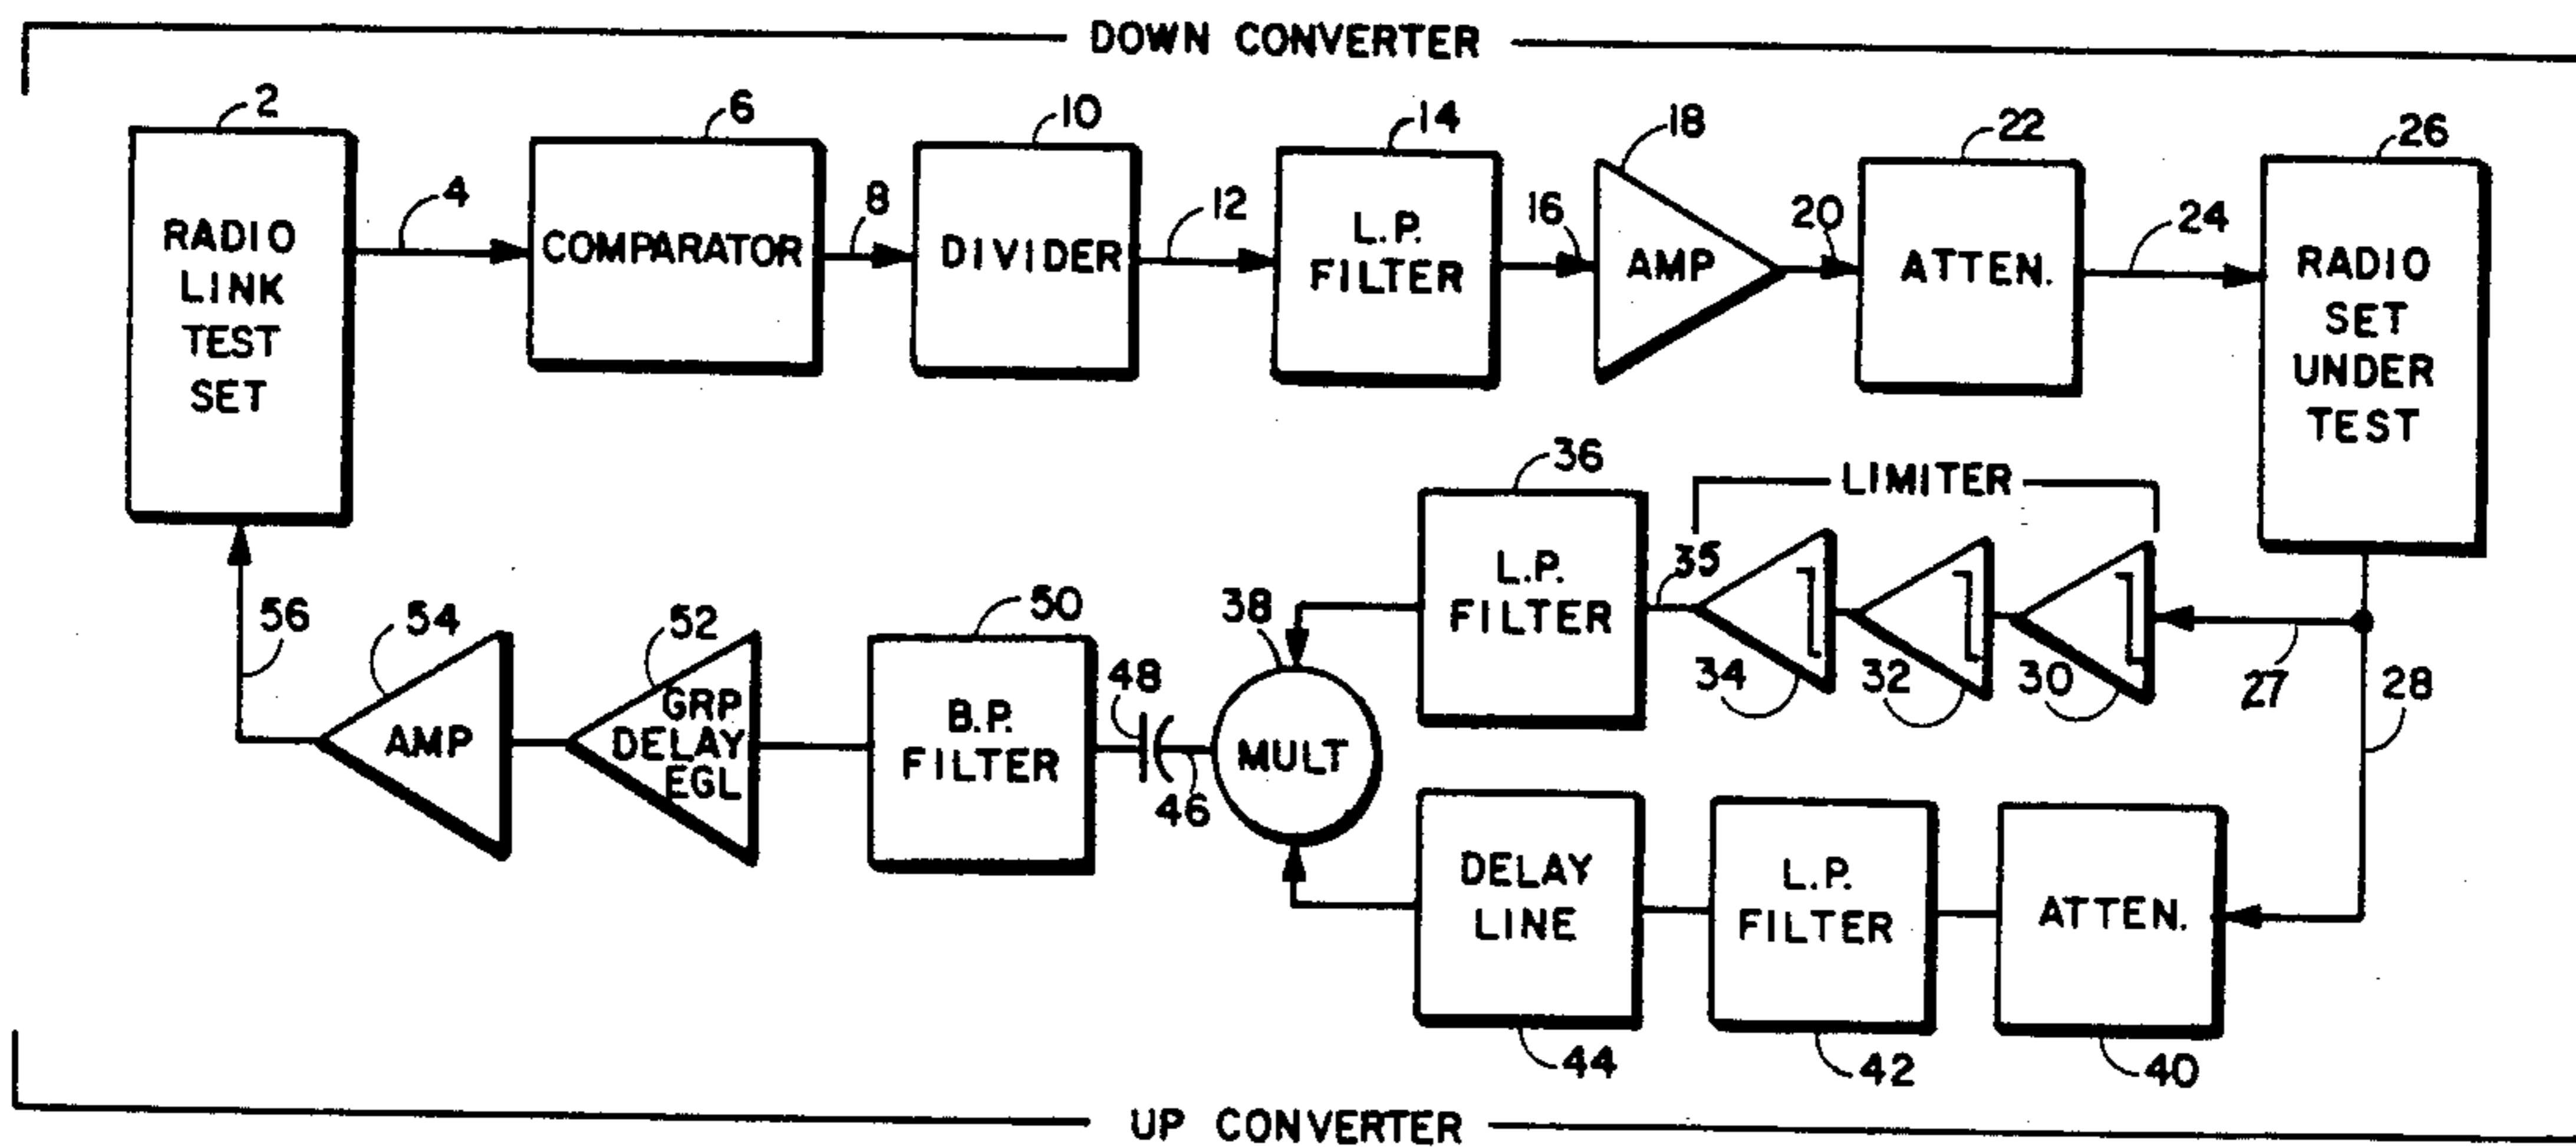 DOWN CONVERTER
2
6
10
14
18
22
26
RADIO
LINK
TEST
SET
4
COMPARATOR
8
DIVIDER
12
L.P.
FILTER
16
AMP
20
ATTEN.
24
RADIO
SET
UNDER
TEST
36
LIMITER
L.P.
FILTER
35
34
32
30
27
28
38
MULT
56
54
AMP
52
GRP
DELAY
EGL
50
B.P.
FILTER
48
46
DELAY
LINE
44
L.P.
FILTER
42
ATTEN.
40
UP CONVERTER